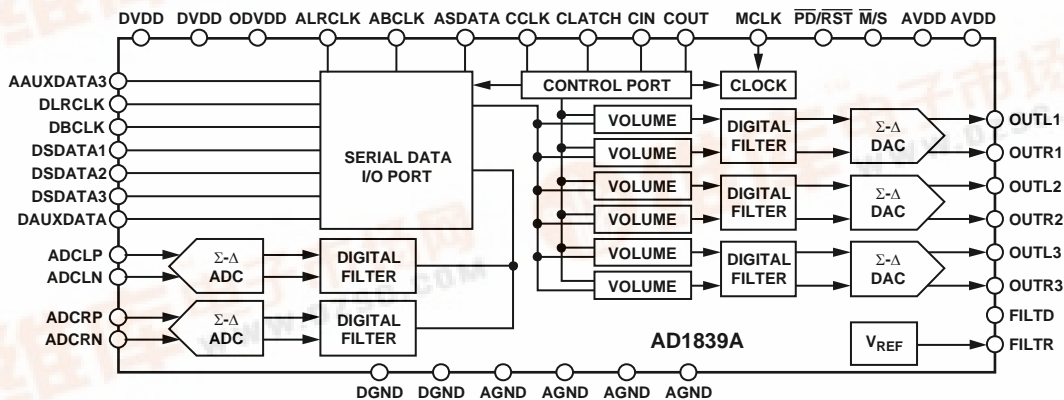 DVDD DVDD ODVDD ALRCLK ABCLK ASDATA CCLK CLATCH CIN COUT MCLK PD/RST M/S AVDD AVDD
AAUXDATA3
DLRCLK
DBCLK
DSDATA1
DSDATA2
DSDATA3
DAUXDATA
ADCLP
ADCLN
ADCRP
ADCRN
SERIAL DATA
I/O PORT
CONTROL PORT
CLOCK
Σ-Δ
ADC
DIGITAL
FILTER
Σ-Δ
ADC
DIGITAL
FILTER
VOLUME
VOLUME
VOLUME
VOLUME
VOLUME
VOLUME
DIGITAL
FILTER
DIGITAL
FILTER
DIGITAL
FILTER
Σ-Δ
DAC
Σ-Δ
DAC
Σ-Δ
DAC
OUTL1
OUTR1
OUTL2
OUTR2
OUTL3
OUTR3
FILTD
FILTR
AD1839A
VREF
DGND DGND AGND AGND AGND AGND